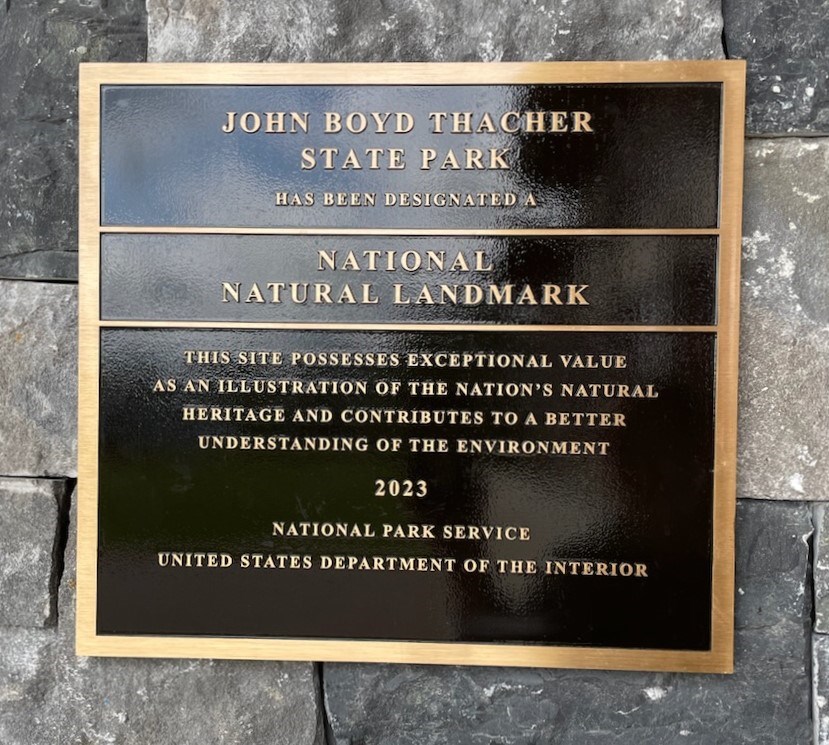 JOHN BOYD THACHER
STATE PARK
HAS BEEN DESIGNATED A
NATIONAL
NATURAL LANDMARK
THIS SITE POSSESSES EXCEPTIONAL VALUE
AS AN ILLUSTRATION OF THE NATION'S NATURAL
HERITAGE AND CONTRIBUTES TO A BETTER
UNDERSTANDING OF THE ENVIRONMENT
2023
NATIONAL PARK SERVICE
UNITED STATES DEPARTMENT OF THE INTERIOR